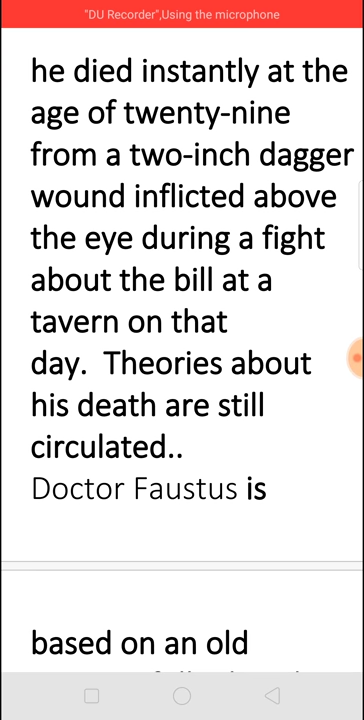 "DU Recorder",Using the microphone
he died instantly at the
age of twenty-nine
from a two-inch dagger
wound inflicted above
the eye during a fight
about the bill at a
tavern on that
day.  Theories about
his death are still
circulated..
Doctor Faustus is
based on an old